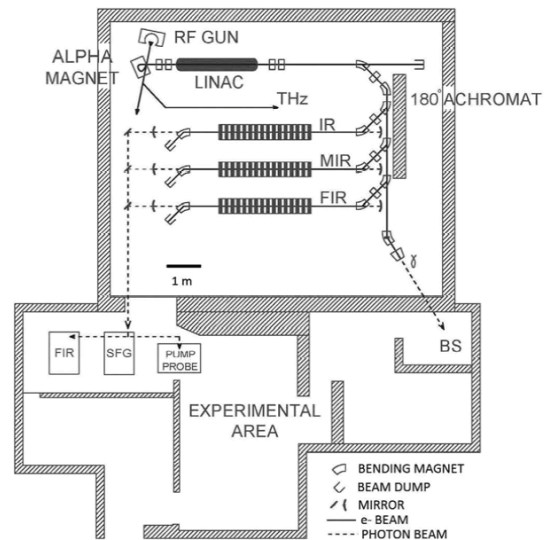 RF GUN
ALPHA
MAGNET
LINAC
THz
180° ACHROMAT
IR
MIR
FIR
1 m
γ
BS
FIR
SFG
PUMP
PROBE
EXPERIMENTAL
AREA
BENDING MAGNET
BEAM DUMP
MIRROR
e- BEAM
PHOTON BEAM